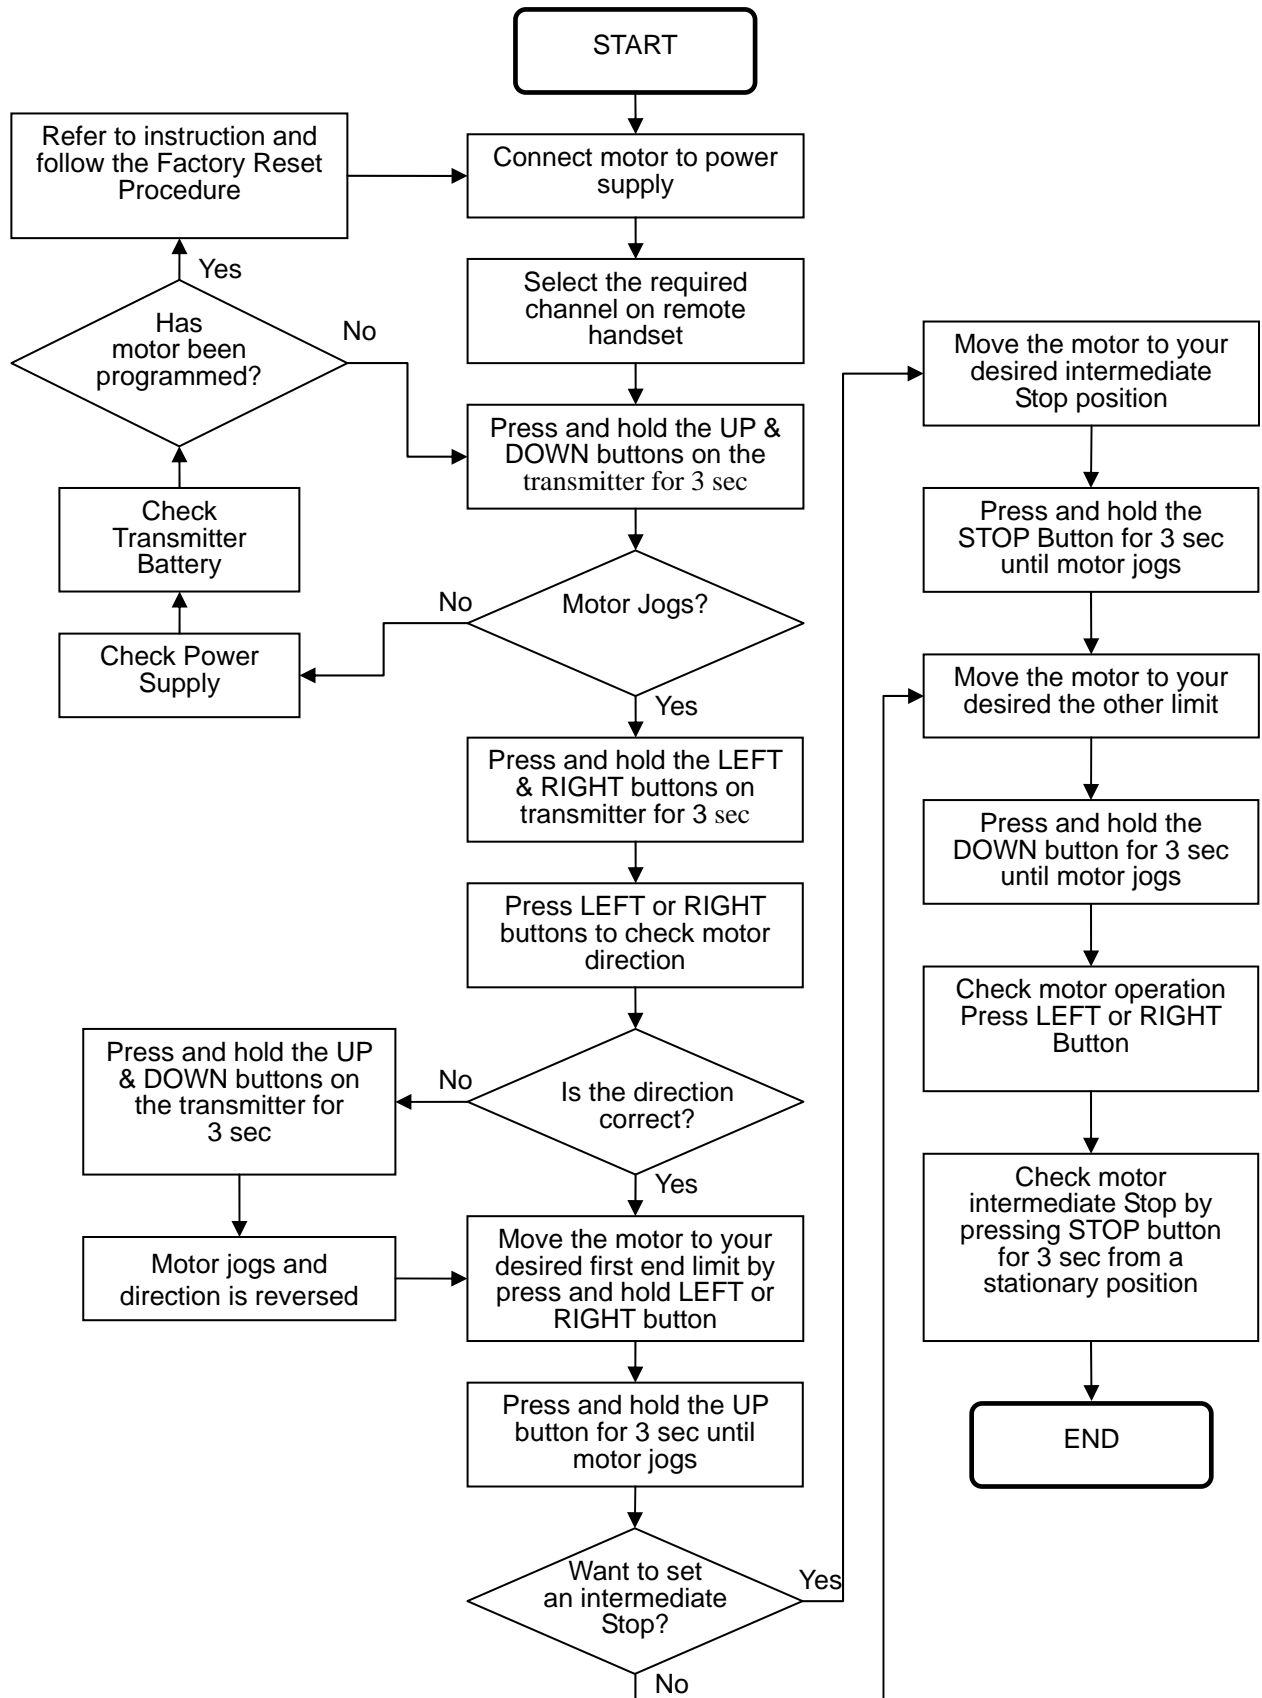 START
Refer to instruction and
follow the Factory Reset
Procedure
Connect motor to power
supply
Yes
Select the required
channel on remote
handset
Has
motor been
programmed?
No
Press and hold the UP &
DOWN buttons on the
transmitter for 3 sec
Check
Transmitter
Battery
Motor Jogs?
No
Check Power
Supply
Yes
Press and hold the LEFT
& RIGHT buttons on
transmitter for 3 sec
Press LEFT or RIGHT
buttons to check motor
direction
Press and hold the UP
& DOWN buttons on
the transmitter for
3 sec
No
Is the direction
correct?
Yes
Motor jogs and
direction is reversed
Move the motor to your
desired first end limit by
press and hold LEFT or
RIGHT button
Press and hold the UP
button for 3 sec until
motor jogs
Want to set
an intermediate
Stop?
Yes
No
Move the motor to your
desired intermediate
Stop position
Press and hold the
STOP Button for 3 sec
until motor jogs
Move the motor to your
desired the other limit
Press and hold the
DOWN button for 3 sec
until motor jogs
Check motor operation
Press LEFT or RIGHT
Button
Check motor
intermediate Stop by
pressing STOP button
for 3 sec from a
stationary position
END